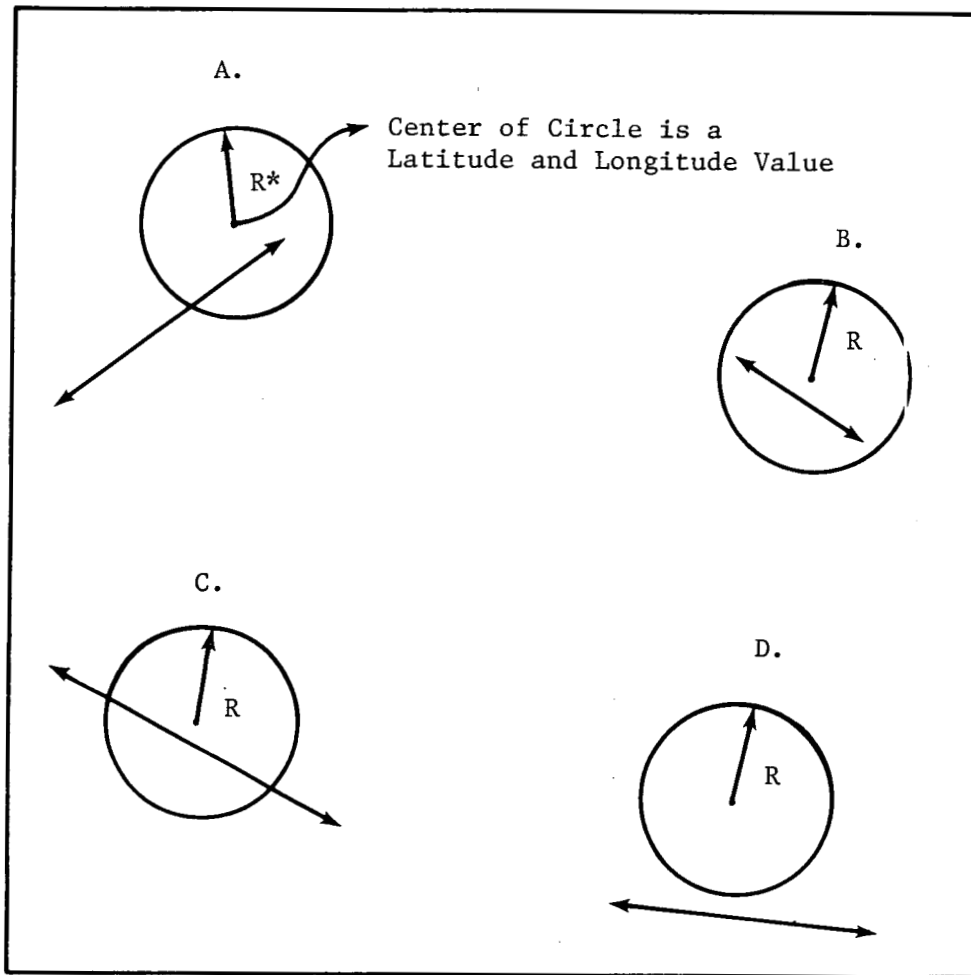 A.
Center of Circle is a
Latitude and Longitude Value
R*
B.
R
C.
R
D.
R